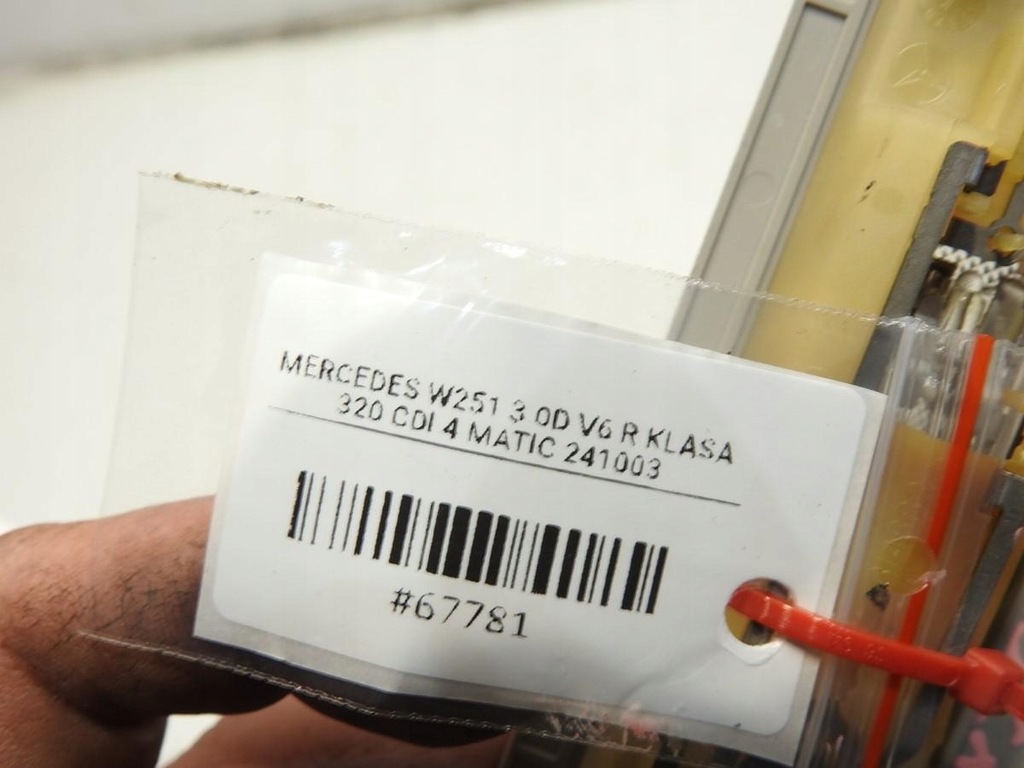 MERCEDES W251 3 0D V6 R KLASA
320 CDI 4 MATIC 241003
#67781